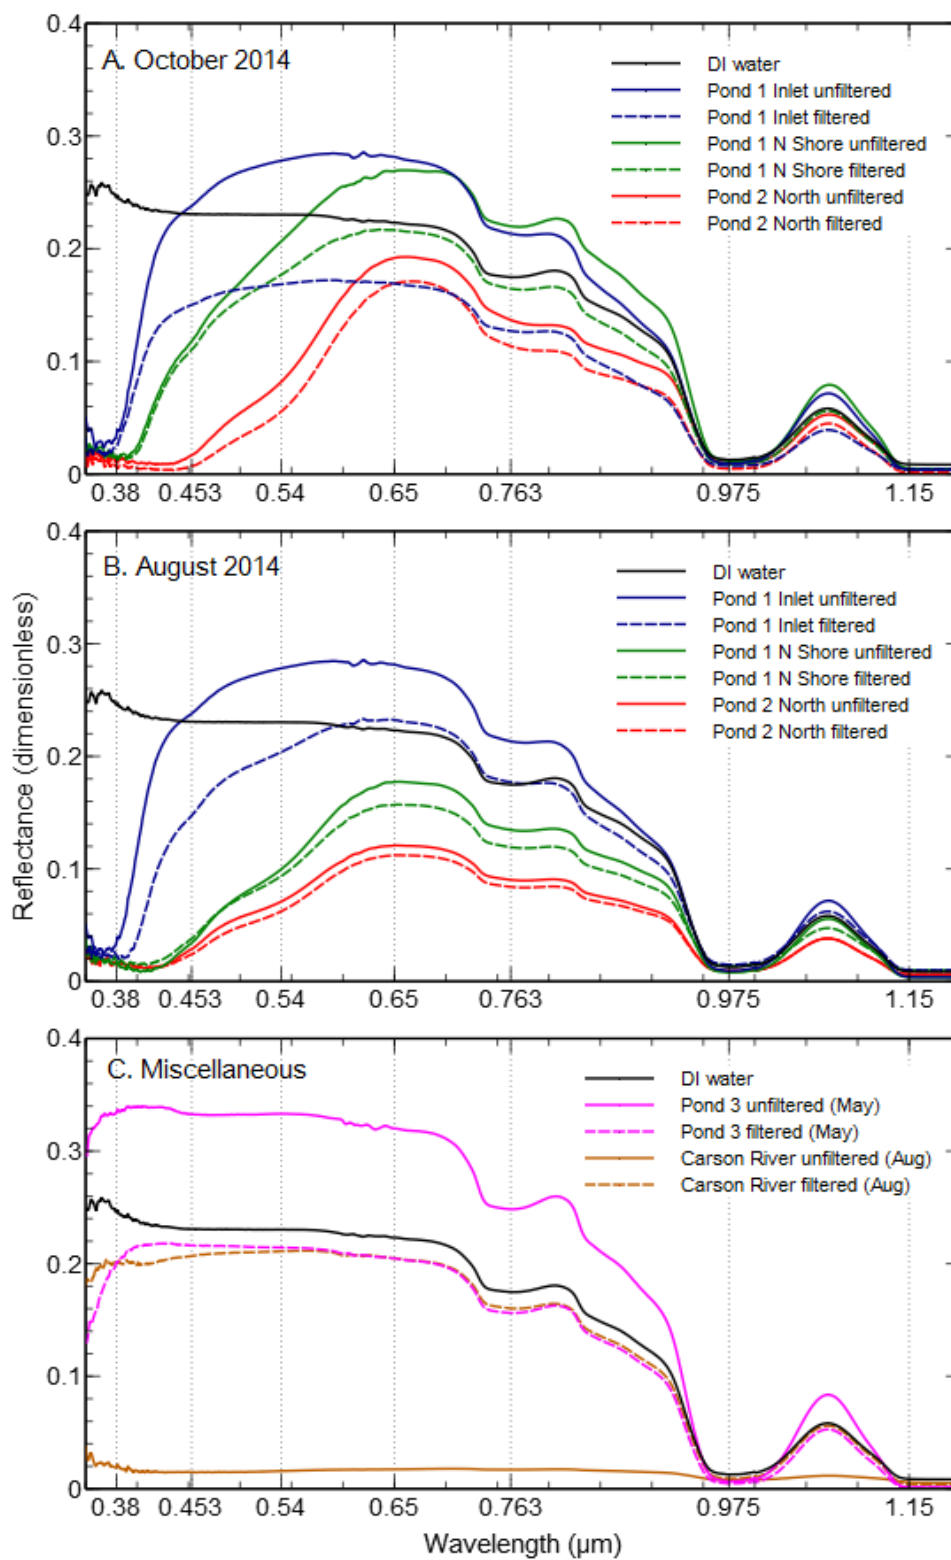 0.4
A. October 2014
DI water
Pond 1 Inlet unfiltered
Pond 1 Inlet filtered
Pond 1 N Shore unfiltered
Pond 1 N Shore filtered
Pond 2 North unfiltered
Pond 2 North filtered
0.3
0.2
0.1
0
0.38 0.453 0.54 0.65 0.763 0.975 1.15
0.4
B. August 2014
DI water
Pond 1 Inlet unfiltered
Pond 1 Inlet filtered
Pond 1 N Shore unfiltered
Pond 1 N Shore filtered
Pond 2 North unfiltered
Pond 2 North filtered
0.3
0.2
0.1
0
0.38 0.453 0.54 0.65 0.763 0.975 1.15
Reflectance (dimensionless)
0.4
C. Miscellaneous
DI water
Pond 3 unfiltered (May)
Pond 3 filtered (May)
Carson River unfiltered (Aug)
Carson River filtered (Aug)
0.3
0.2
0.1
0
0.38 0.453 0.54 0.65 0.763 0.975 1.15
Wavelength (µm)